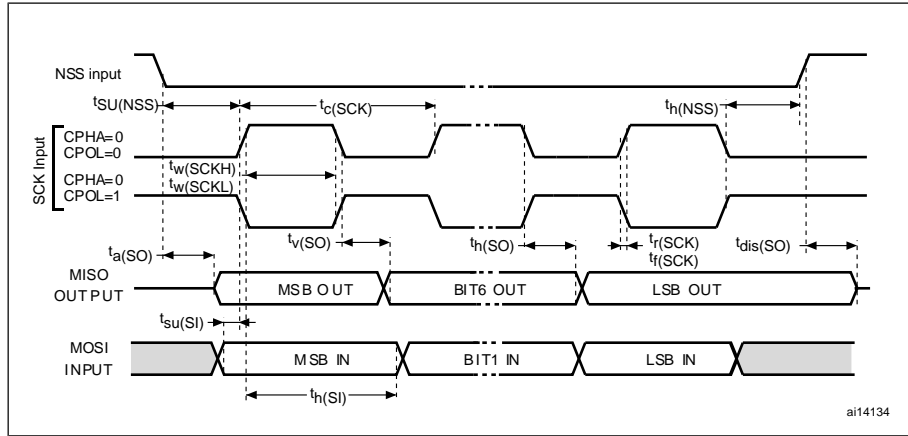 NSS input
tSU(NSS)
tc(SCK)
th(NSS)
SCK Input
CPHA=0
CPOL=0
tw(SCKH)
CPHA=0
tw(SCKL)
CPOL=1
tv(SO)
th(SO)
tr(SCK)
tf(SCK)
tdis(SO)
ta(SO)
MISO
OUTPUT
MSB OUT
BIT6 OUT
LSB OUT
tsu(SI)
MOSI
INPUT
MSB IN
BIT1 IN
LSB IN
th(SI)
ai14134